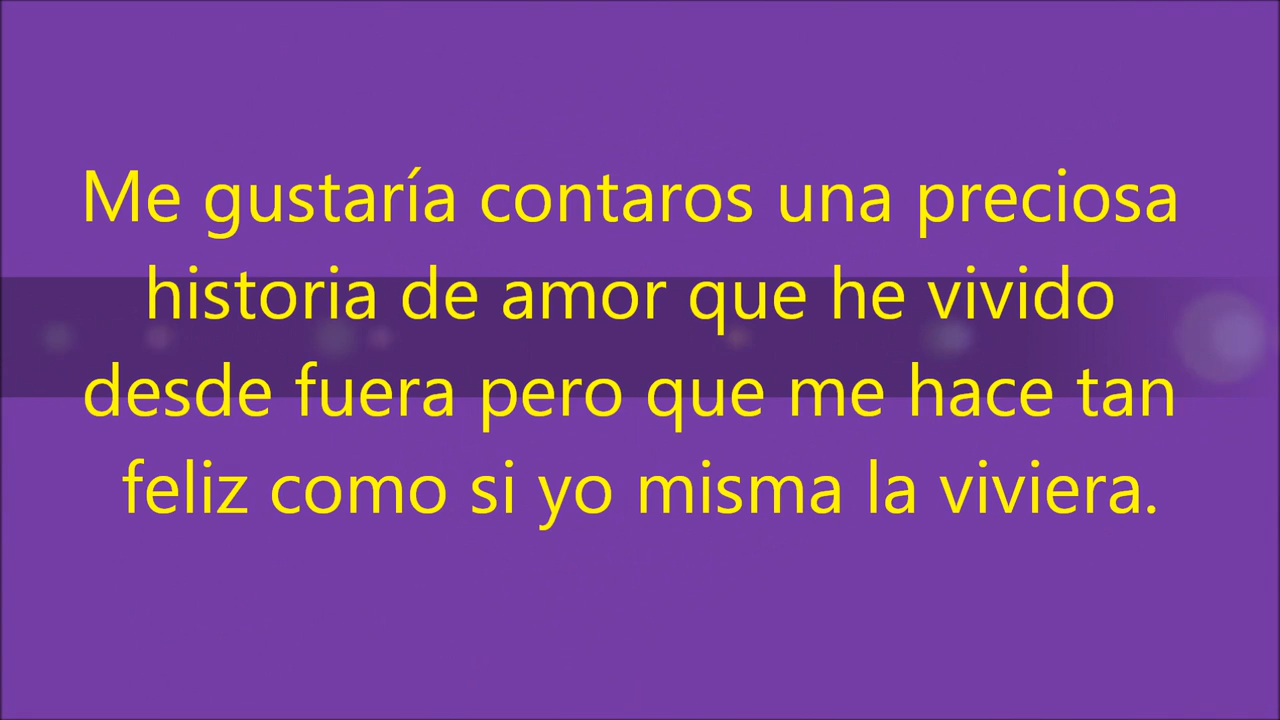 Me gustaría contaros una preciosa
historia de amor que he vivido
desde fuera pero que me hace tan
feliz como si yo misma la viviera.